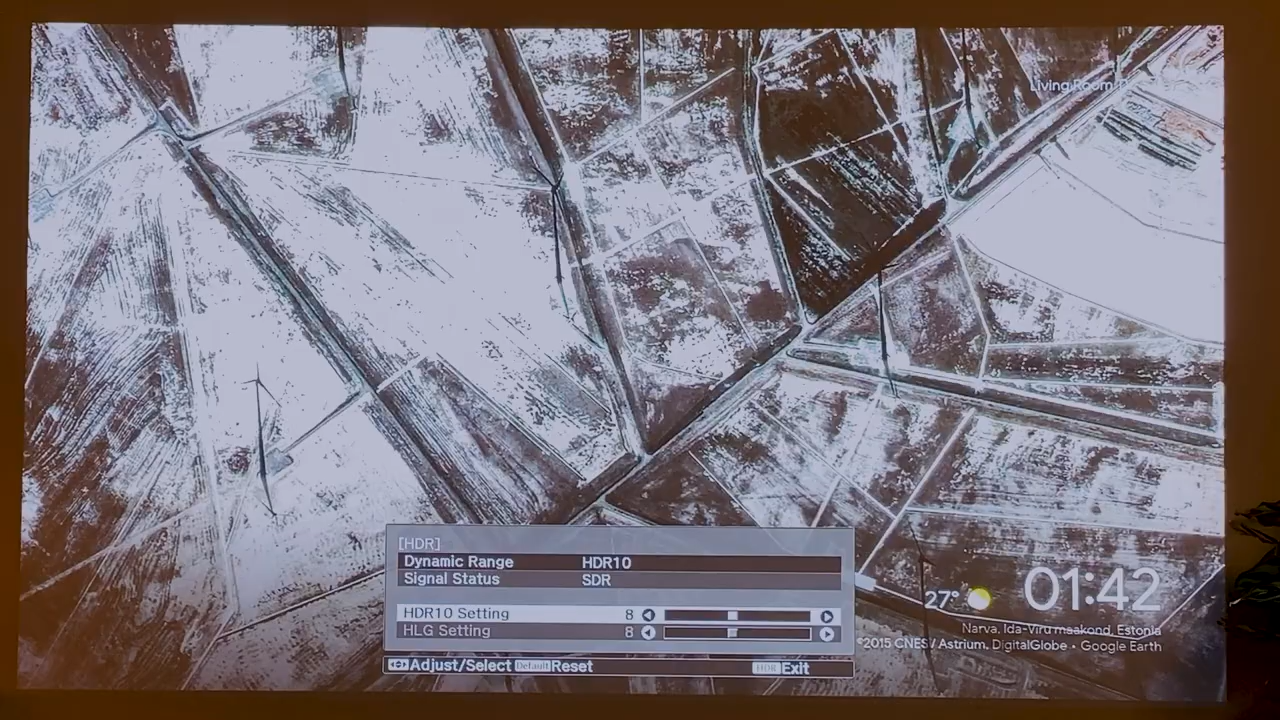 Living Room
[HDR]
Dynamic Range HDR10
Signal Status SDR
HDR10 Setting 8
HLG Setting 8
Adjust/Select Default Reset HDR Exit
27° 01:42
Narva, Ida-Viru maakond, Estonia
©2015 CNES / Astrium, DigitalGlobe • Google Earth